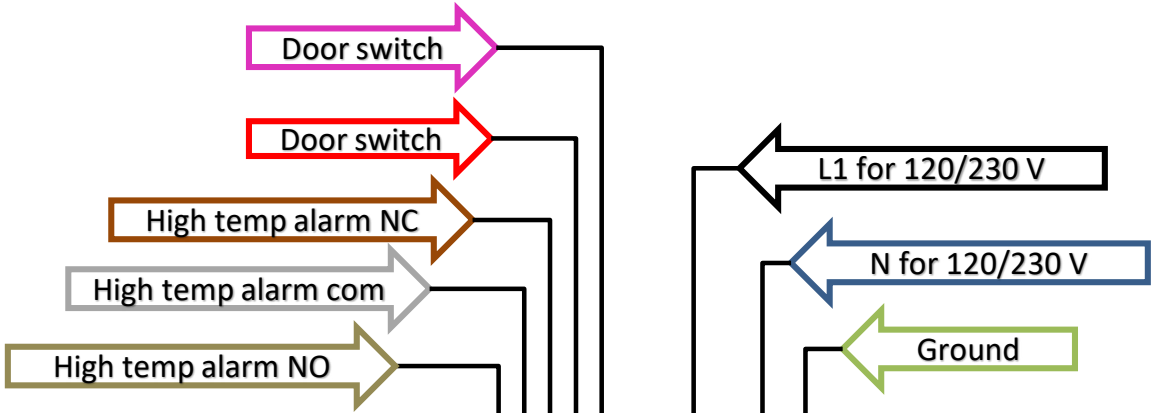 Door switch
Door switch
High temp alarm NC
High temp alarm com
High temp alarm NO
L1 for 120/230 V
N for 120/230 V
Ground